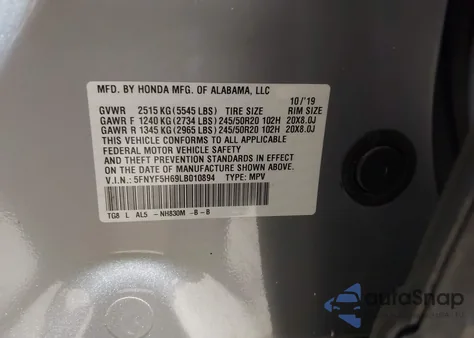 MFD. BY HONDA MFG. OF ALABAMA, LLC
10/'19
GVWR 2515 KG (5545 LBS) TIRE SIZE RIM SIZE
GAWR F 1240 KG (2734 LBS) 245/50R20 102H 20X8.0J
GAWR R 1345 KG (2965 LBS) 245/50R20 102H 20X8.0J
THIS VEHICLE CONFORMS TO ALL APPLICABLE
FEDERAL MOTOR VEHICLE SAFETY
AND THEFT PREVENTION STANDARDS IN EFFECT
ON THE DATE OF MANUFACTURE SHOWN ABOVE.
V.I.N.: 5FNYF5H69LB010894 TYPE: MPV
TG8 L AL5 -NH830M -B -B
autoSnap